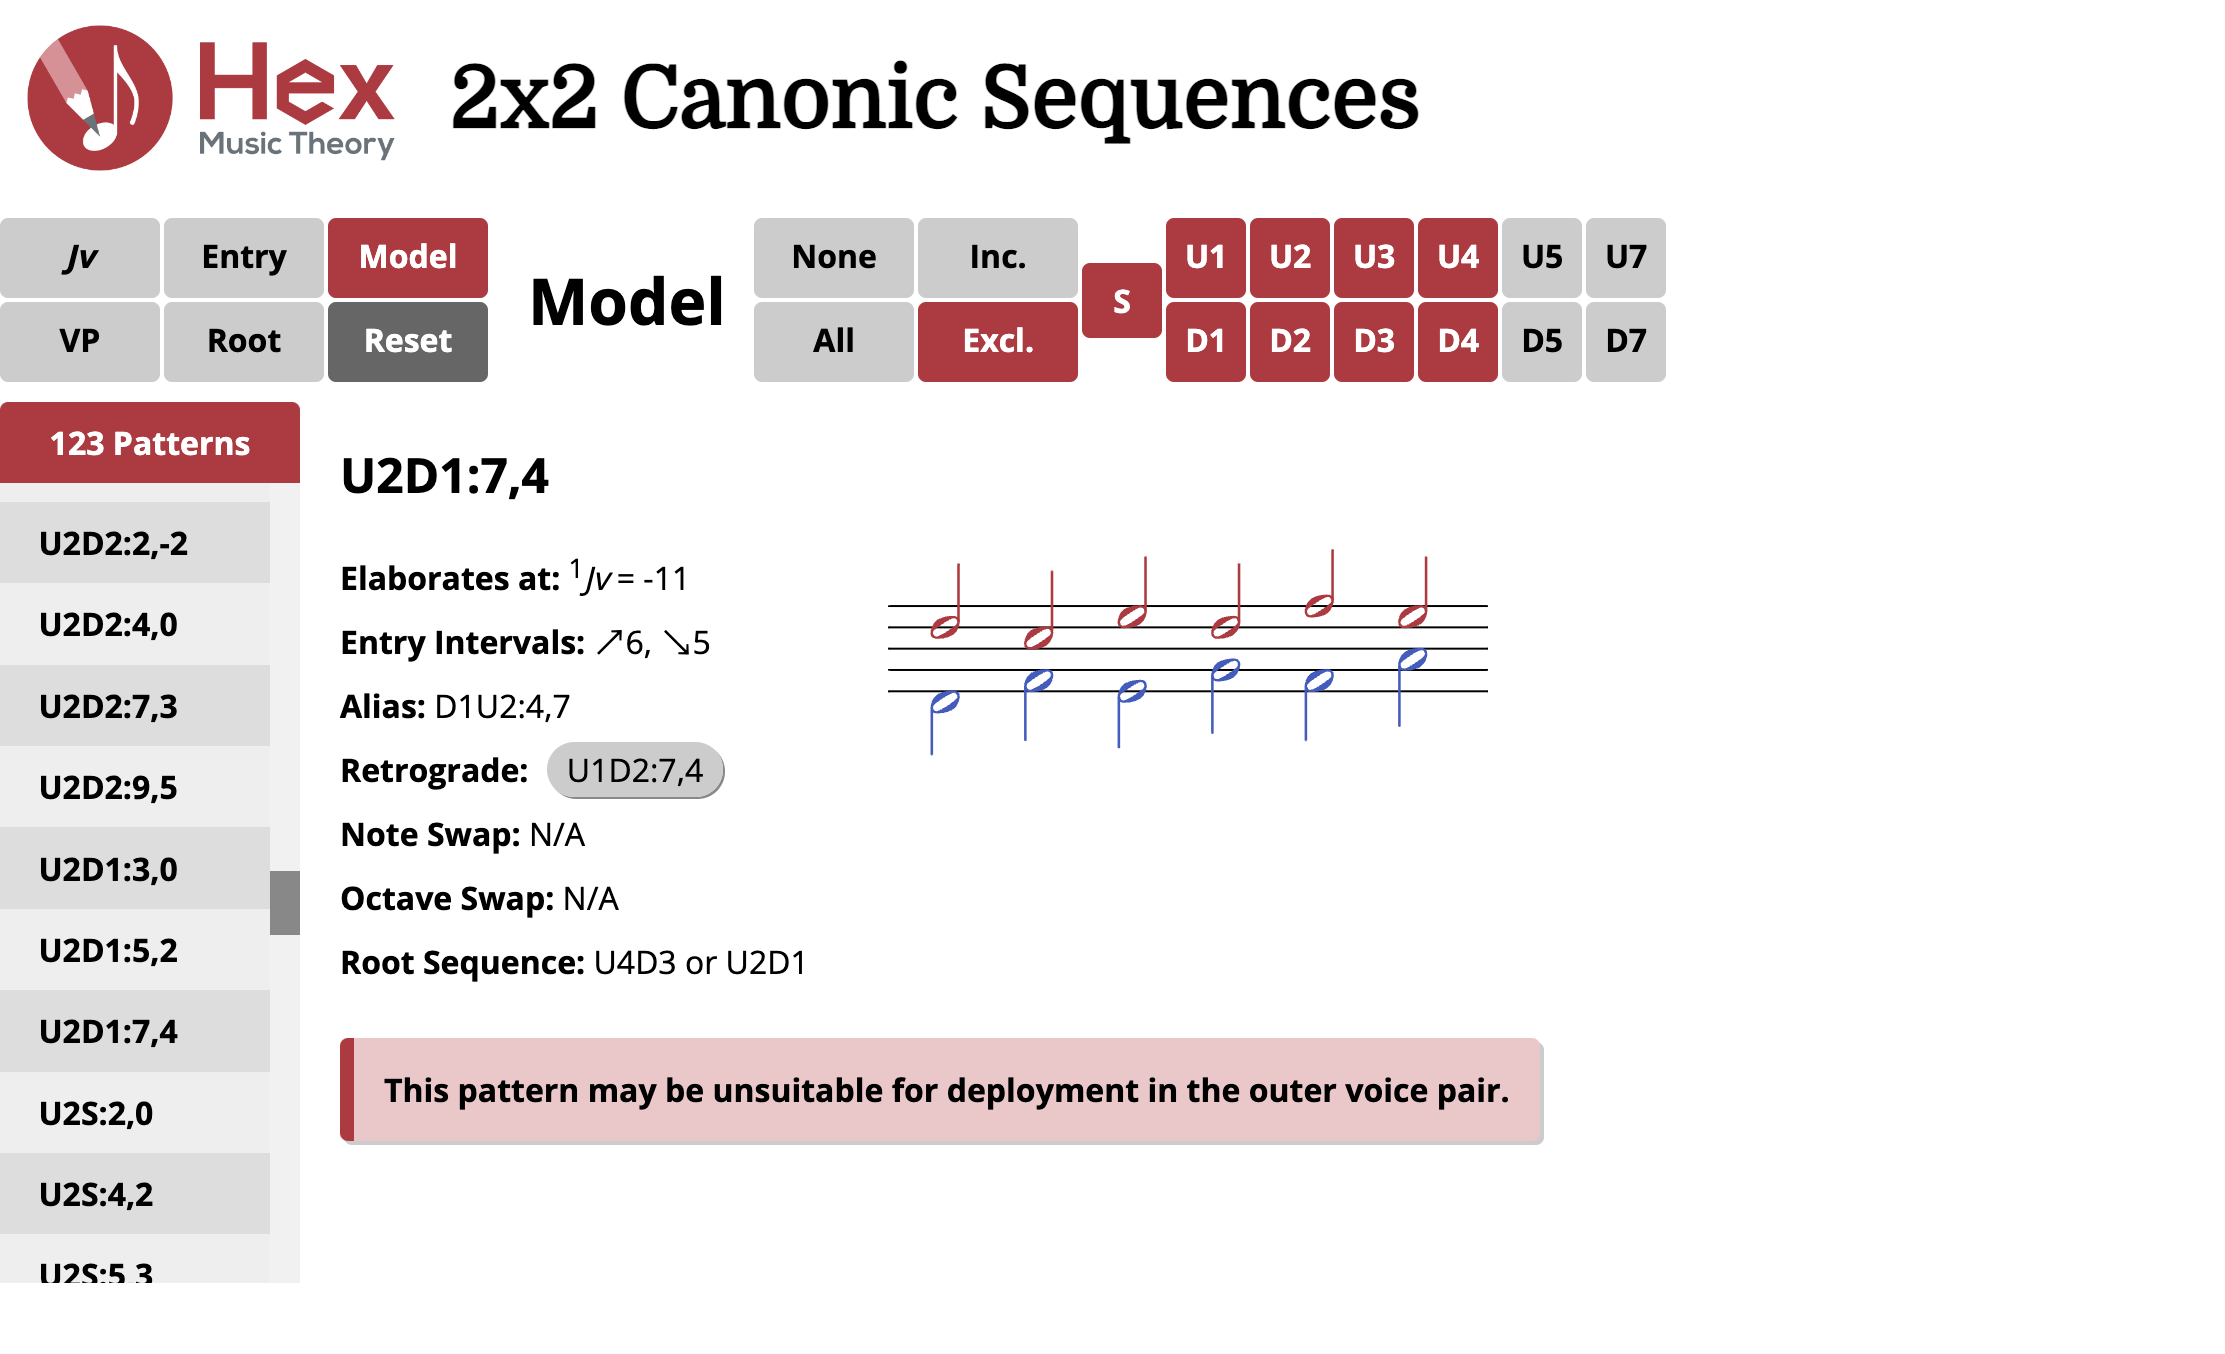 Hex
Music Theory
2x2 Canonic Sequences
Jv Entry Model
VP Root Reset
Model
None Inc.
All Excl.
S
U1 U2 U3 U4 U5 U7
D1 D2 D3 D4 D5 D7
123 Patterns
U2D2:2,-2
U2D2:4,0
U2D2:7,3
U2D2:9,5
U2D1:3,0
U2D1:5,2
U2D1:7,4
U2S:2,0
U2S:4,2
U2S:5,3
U2D1:7,4
Elaborates at: ¹Jv = -11
Entry Intervals: ↗6, ↘5
Alias: D1U2:4,7
Retrograde: U1D2:7,4
Note Swap: N/A
Octave Swap: N/A
Root Sequence: U4D3 or U2D1
This pattern may be unsuitable for deployment in the outer voice pair.